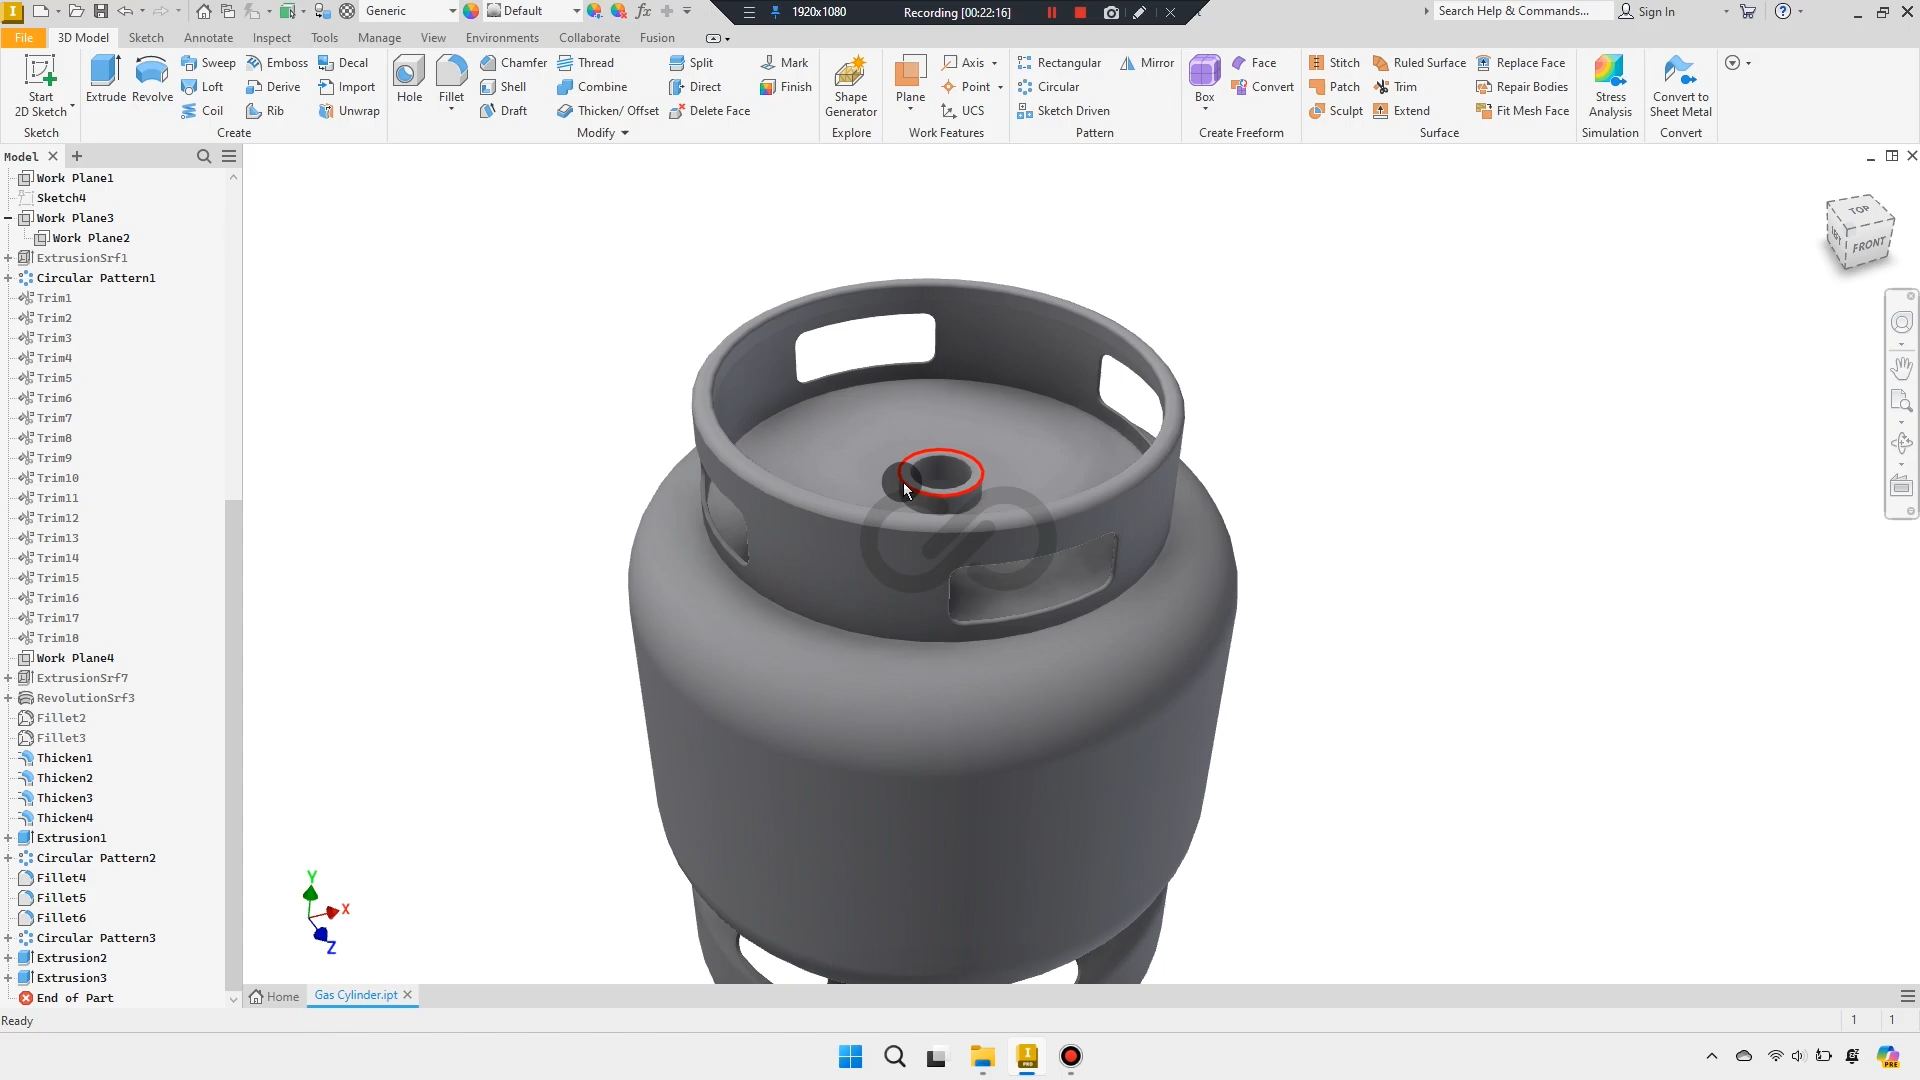 Generic
Default
fx
1920x1080
Recording [00:22:16]
Search Help & Commands...
Sign In
File
3D Model
Sketch
Annotate
Inspect
Tools
Manage
View
Environments
Collaborate
Fusion
Start
2D Sketch
Sketch
Extrude
Revolve
Sweep
Loft
Coil
Emboss
Derive
Rib
Decal
Import
Unwrap
Create
Hole
Fillet
Chamfer
Shell
Draft
Thread
Combine
Thicken/ Offset
Split
Direct
Delete Face
Modify
Mark
Finish
Shape
Generator
Explore
Plane
Axis
Point
UCS
Work Features
Rectangular
Circular
Sketch Driven
Mirror
Pattern
Box
Face
Convert
Create Freeform
Stitch
Patch
Sculpt
Ruled Surface
Trim
Extend
Replace Face
Repair Bodies
Fit Mesh Face
Surface
Stress
Analysis
Simulation
Convert to
Sheet Metal
Convert
Model
Work Plane1
Sketch4
Work Plane3
Work Plane2
ExtrusionSrf1
Circular Pattern1
Trim1
Trim2
Trim3
Trim4
Trim5
Trim6
Trim7
Trim8
Trim9
Trim10
Trim11
Trim12
Trim13
Trim14
Trim15
Trim16
Trim17
Trim18
Work Plane4
ExtrusionSrf7
RevolutionSrf3
Fillet2
Fillet3
Thicken1
Thicken2
Thicken3
Thicken4
Extrusion1
Circular Pattern2
Fillet4
Fillet5
Fillet6
Circular Pattern3
Extrusion2
Extrusion3
End of Part
TOP
FRONT
Y
X
Z
Home
Gas Cylinder.ipt
Ready
1
1
PRO
PRE